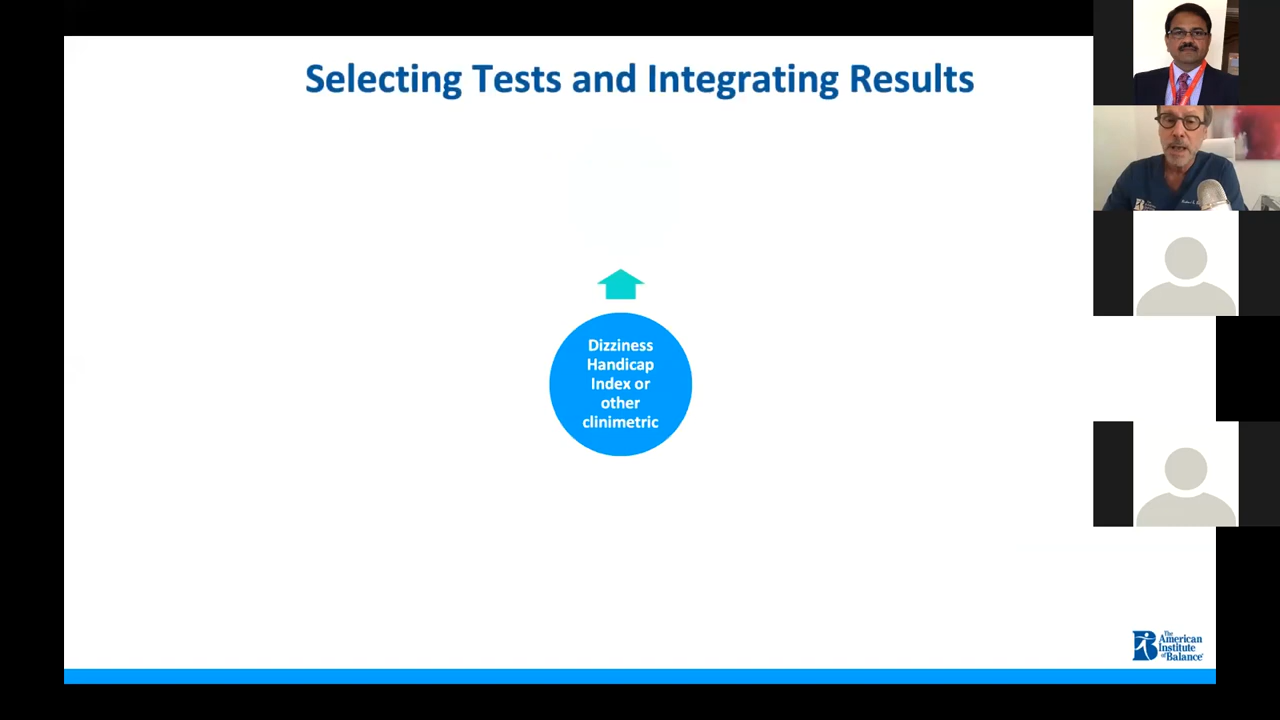 Selecting Tests and Integrating Results
Dizziness
Handicap
Index or
other
clinimetric
The
American
Institute
of Balance